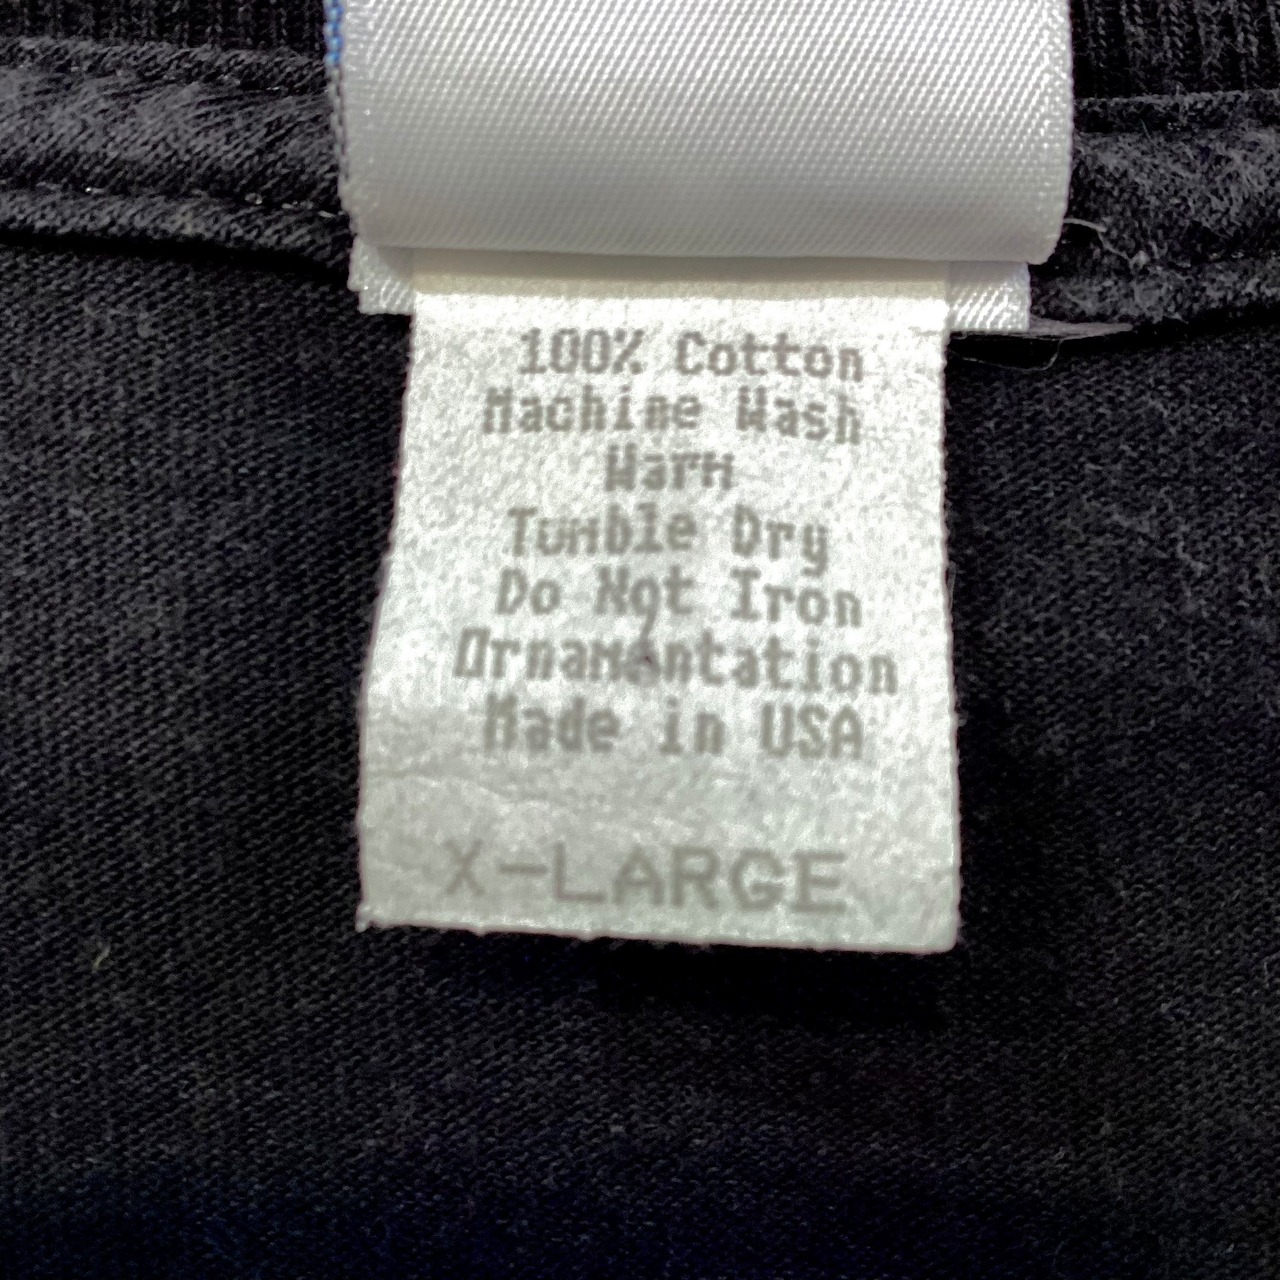 100% Cotton
Machine Wash
Warm
Tumble Dry
Do Not Iron
Ornamentation
Made in USA
X-LARGE